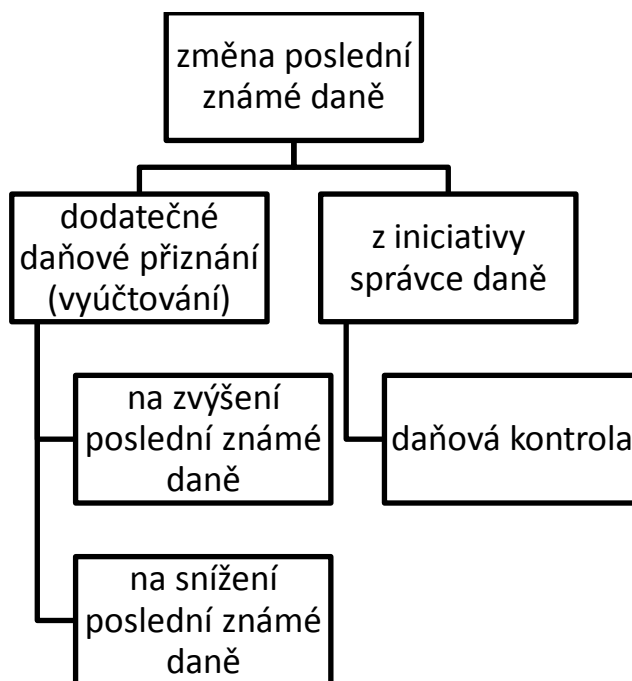 změna poslední
známé daně
dodatečné
daňové přiznání
(vyúčtování)
z iniciativy
správce daně
na zvýšení
poslední známé
daně
daňová kontrola
na snížení
poslední známé
daně